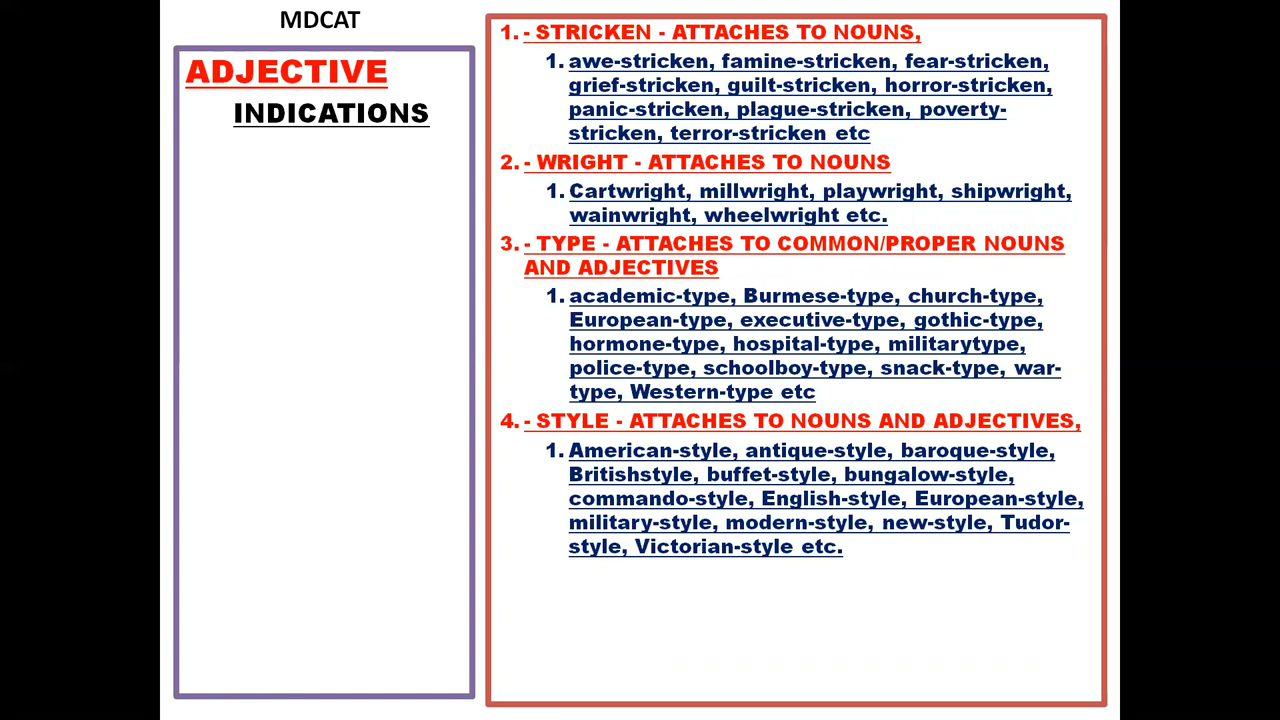 MDCAT
ADJECTIVE
INDICATIONS
1. - STRICKEN - ATTACHES TO NOUNS,
1. awe-stricken, famine-stricken, fear-stricken,
grief-stricken, guilt-stricken, horror-stricken,
panic-stricken, plague-stricken, poverty-
stricken, terror-stricken etc
2. - WRIGHT - ATTACHES TO NOUNS
1. Cartwright, millwright, playwright, shipwright,
wainwright, wheelwright etc.
3. - TYPE - ATTACHES TO COMMON/PROPER NOUNS
AND ADJECTIVES
1. academic-type, Burmese-type, church-type,
European-type, executive-type, gothic-type,
hormone-type, hospital-type, militarytype,
police-type, schoolboy-type, snack-type, war-
type, Western-type etc
4. - STYLE - ATTACHES TO NOUNS AND ADJECTIVES,
1. American-style, antique-style, baroque-style,
Britishstyle, buffet-style, bungalow-style,
commando-style, English-style, European-style,
military-style, modern-style, new-style, Tudor-
style, Victorian-style etc.